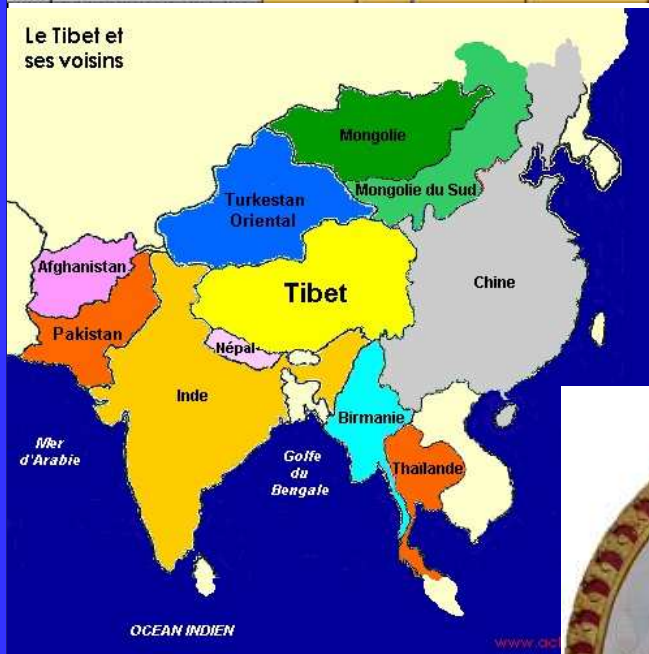 Le Tibet et
ses voisins
Mongolie
Mongolie du Sud
Turkestan
Oriental
Afghanistan
Tibet
Chine
Pakistan
Népal
Inde
Birmanie
Mer
d'Arabie
Golfe
du
Bengale
Thaïlande
OCEAN INDIEN